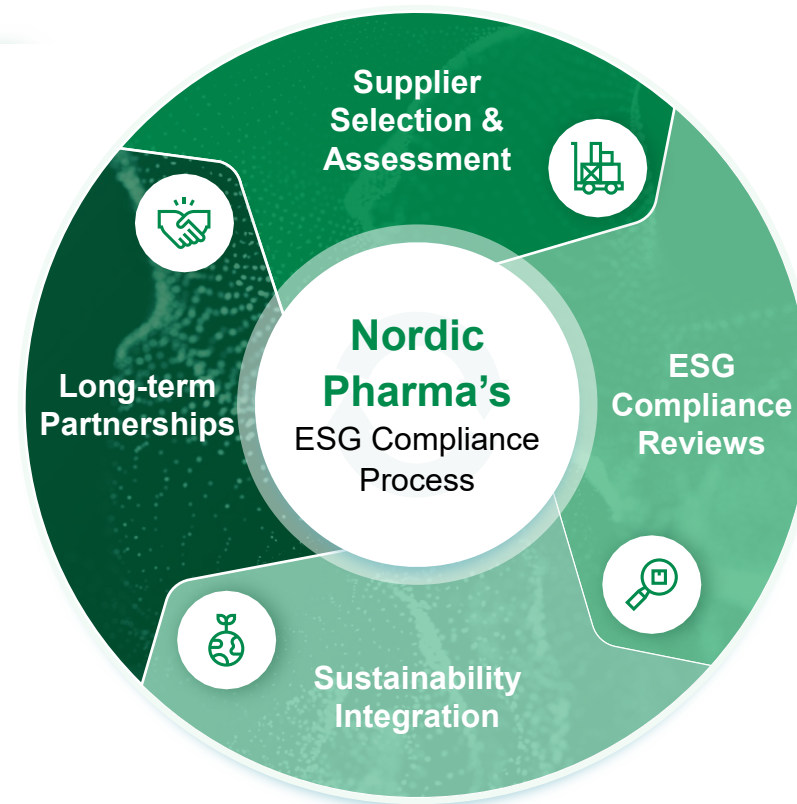 Supplier
Selection &
Assessment
Nordic
Pharma’s
ESG Compliance
Process
ESG
Compliance
Reviews
Long-term
Partnerships
Sustainability
Integration